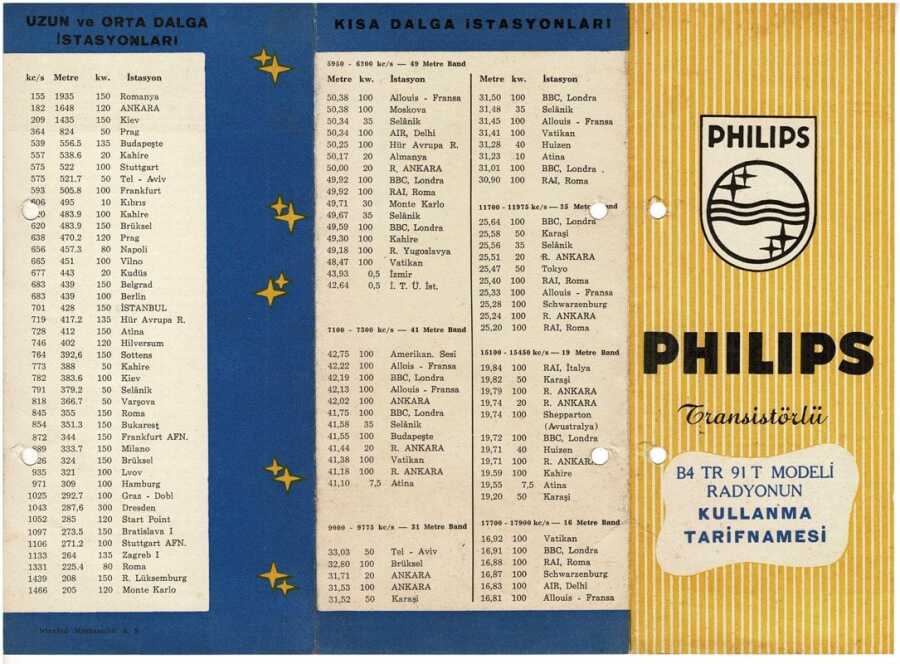 UZUN ve ORTA DALGA
İSTASYONLARI
kc/s Metre kw. İstasyon
155 1935 150 Romanya
182 1648 120 ANKARA
209 1435 150 Kiev
364 824 50 Prag
539 556.5 135 Budapeşte
557 538.6 20 Kahire
575 522 100 Stuttgart
575 521.7 50 Tel - Aviv
593 505.8 100 Frankfurt
606 495 10 Kıbrıs
20 483.9 100 Kahire
620 483.9 150 Brüksel
638 470.2 120 Prag
656 457.3 80 Napoli
665 451 100 Vilno
677 443 20 Kudüs
683 439 150 Belgrad
683 439 100 Berlin
701 428 150 İSTANBUL
719 417.2 135 Hür Avrupa R.
728 412 150 Atina
746 402 120 Hilversum
764 392,6 150 Sottens
773 388 50 Kahire
782 383.6 100 Kiev
791 379.2 50 Selânik
818 366.7 50 Varşova
845 355 150 Roma
854 351.3 150 Bukareşt
872 344 150 Frankfurt AFN.
89 333.7 150 Milano
26 324 150 Brüksel
935 321 100 Lvov
971 309 100 Hamburg
1025 292.7 100 Graz - Dobl
1043 287,6 300 Dresden
1052 285 120 Start Point
1097 273.5 150 Bratislava I
1106 271.2 100 Stuttgart AFN.
1133 264 135 Zagreb I
1331 225.4 80 Roma
1439 208 150 R. Lüksemburg
1466 205 120 Monte Karlo
İstanbul Matbaacılık A. Ş.
KISA DALGA İSTASYONLARI
5950 - 6200 kc/s — 49 Metre Band
Metre kw. İstasyon
50,38 100 Allouis - Fransa
50,38 100 Moskova
50,34 35 Selânik
50,34 100 AIR, Delhi
50,25 100 Hür Avrupa R.
50,17 20 Almanya
50,00 20 R. ANKARA
49,92 100 BBC, Londra
49,92 100 RAI, Roma
49,71 30 Monte Karlo
49,67 35 Selânik
49,59 100 BBC, Londra
49,30 100 Kahire
49,18 100 R. Yugoslavya
48,47 100 Vatikan
43,93 0,5 İzmir
42,64 0,5 İ. T. Ü. İst.
7100 - 7300 kc/s — 41 Metre Band
42,75 100 Amerikan. Sesi
42,22 100 Allois - Fransa
42,19 100 BBC, Londra
42,13 100 Allouis - Fransa
42,02 100 ANKARA
41,75 100 BBC, Londra
41,58 35 Selânik
41,55 100 Budapeşte
41,44 20 R. ANKARA
41,38 100 Vatikan
41,18 100 R. ANKARA
41,10 7,5 Atina
9000 - 9775 kc/s — 31 Metre Band
33,03 50 Tel - Aviv
32,80 100 Brüksel
31,71 20 ANKARA
31,53 100 ANKARA
31,52 50 Karaşi
Metre kw. İstasyon
31,50 100 BBC, Londra
31,48 35 Selânik
31,45 100 Allouis - Fransa
31,41 100 Vatikan
31,28 40 Huizen
31,23 10 Atina
31,01 100 BBC, Londra
30,90 100 RAI, Roma
11700 - 11975 kc/s — 25 Metre Band
25,64 100 BBC, Londra
25,58 50 Karaşi
25,56 35 Selânik
25,51 20 R. ANKARA
25,47 50 Tokyo
25,40 100 RAI, Roma
25,33 100 Allouis - Fransa
25,28 100 Schwarzenburg
25,24 100 R. ANKARA
25,20 100 RAI, Roma
15100 - 15450 kc/s — 19 Metre Band
19,84 100 RAI, İtalya
19,82 50 Karaşi
19,79 100 R. ANKARA
19,74 20 R. ANKARA
19,74 100 Shepparton
(Avustralya)
19,72 100 BBC, Londra
19,71 40 Huizen
19,71 100 R. ANKARA
19.59 100 Kahire
19,55 7,5 Atina
19,20 50 Karaşi
17700 - 17900 kc/s — 16 Metre Band
16,92 100 Vatikan
16,91 100 BBC, Londra
16,88 100 RAI, Roma
16,87 100 Schwarzenburg
16,83 100 AIR, Delhi
16,81 100 Allouis - Fransa
PHILIPS
PHILIPS
Transistörlü
B4 TR 91 T MODELİ
RADYONUN
KULLANMA
TARİFNAMESİ